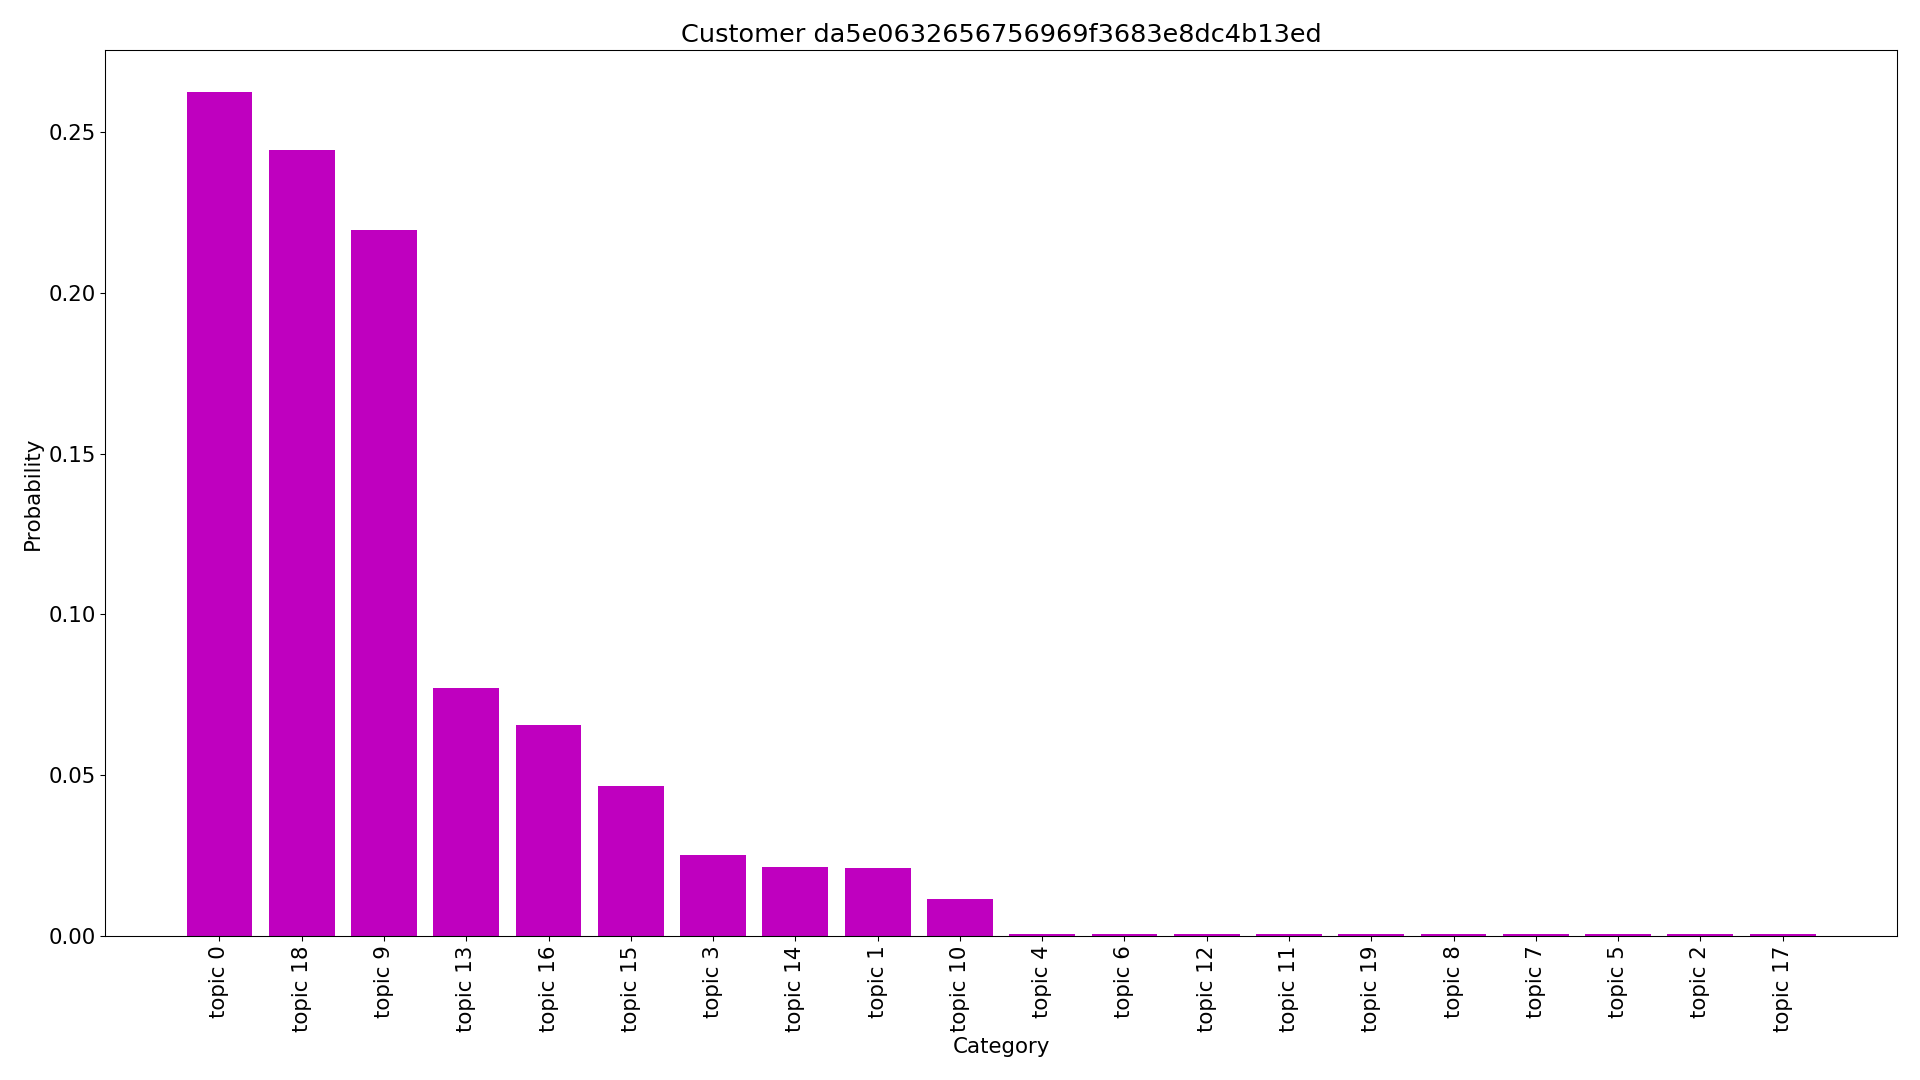 Customer da5e0632656756969f3683e8dc4b13ed
Probability
0.25
0.20
0.15
0.10
0.05
0.00
topic 0
topic 18
topic 9
topic 13
topic 16
topic 15
topic 3
topic 14
topic 1
topic 10
topic 4
topic 6
topic 12
topic 11
topic 19
topic 8
topic 7
topic 5
topic 2
topic 17
Category